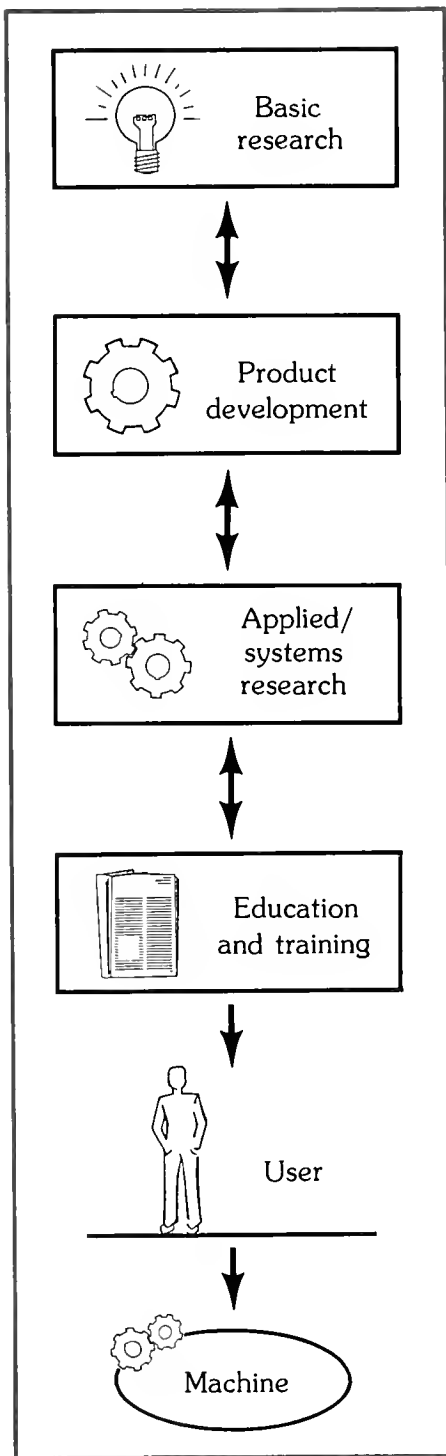 Basic
research
Product
development
Applied/
systems
research
Education
and training
User
Machine